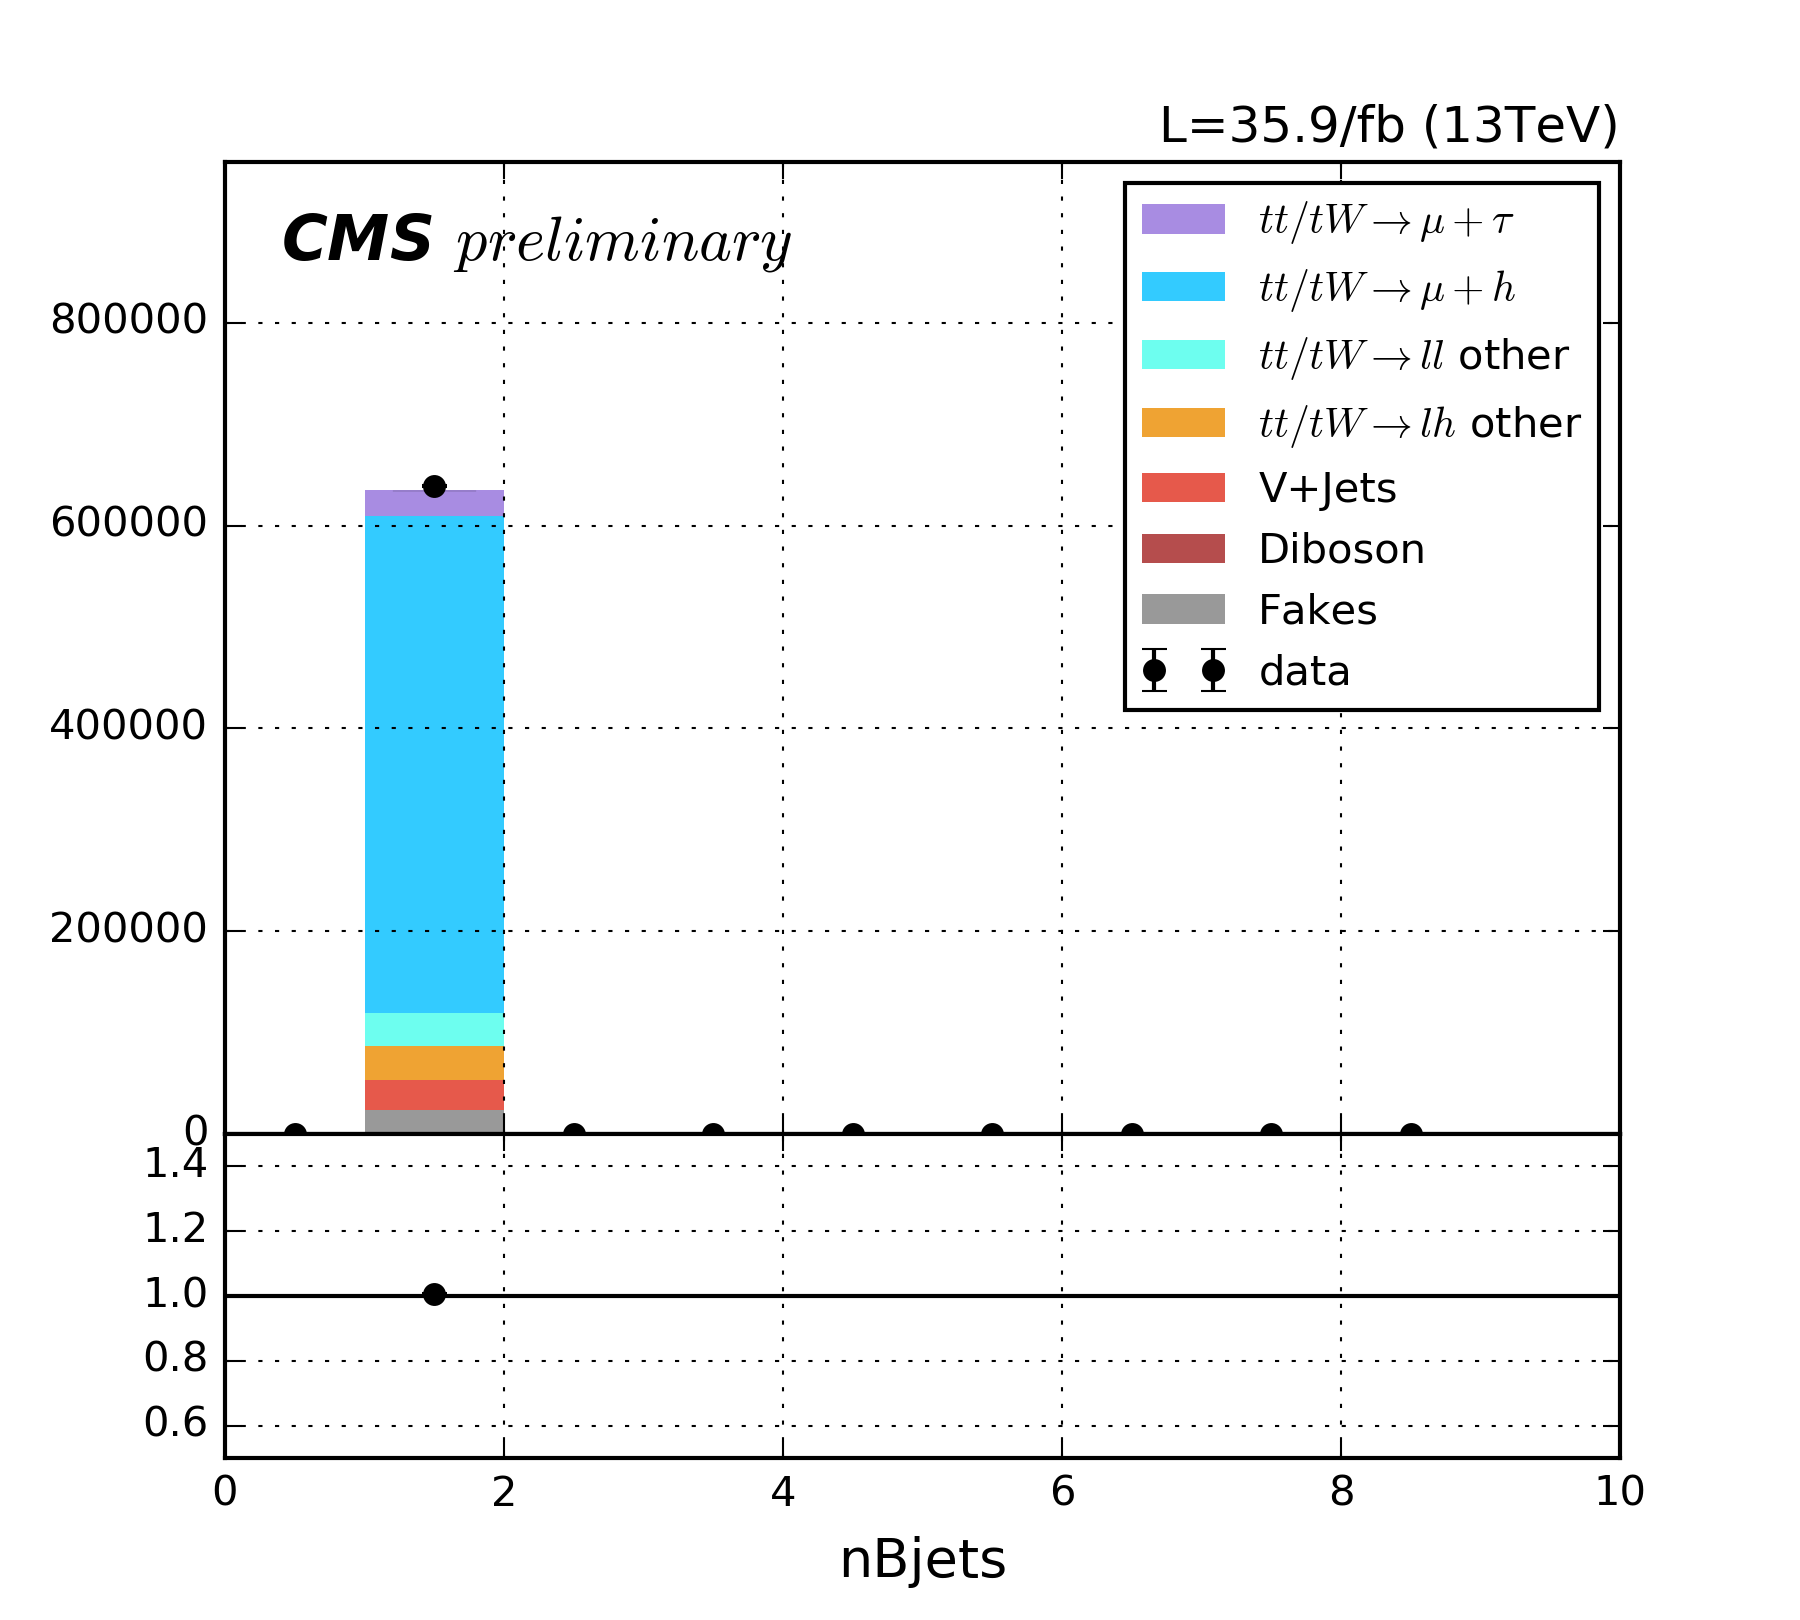 L=35.9/fb (13TeV)
CMS preliminary
tt/tW→μ+τ
tt/tW→μ+h
tt/tW→ll other
tt/tW→lh other
V+Jets
Diboson
Fakes
data
800000
600000
400000
200000
0
1.4
1.2
1.0
0.8
0.6
0 2 4 6 8 10
nBjets